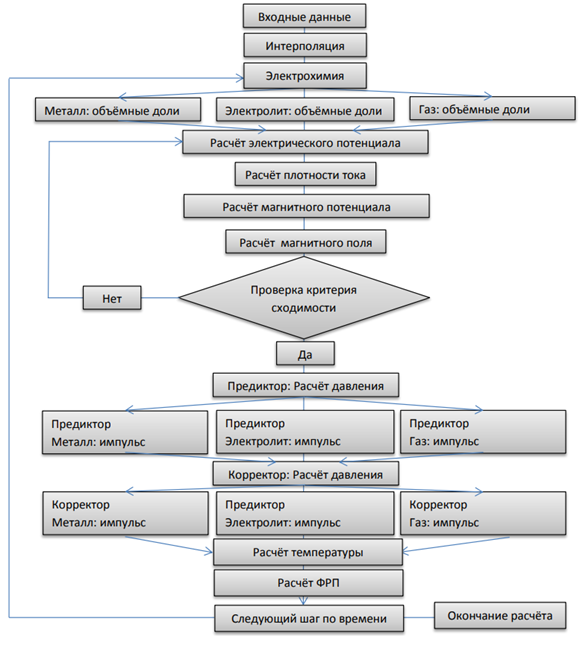 Входные данные
Интерполяция
Электрохимия
Металл: объёмные доли
Электролит: объёмные доли
Газ: объёмные доли
Расчёт электрического потенциала
Расчёт плотности тока
Расчёт магнитного потенциала
Расчёт магнитного поля
Проверка критерия
сходимости
Нет
Да
Предиктор: Расчёт давления
Предиктор
Металл: импульс
Предиктор
Электролит: импульс
Предиктор
Газ: импульс
Корректор: Расчёт давления
Корректор
Металл: импульс
Предиктор
Электролит: импульс
Корректор
Газ: импульс
Расчёт температуры
Расчёт ФРП
Следующий шаг по времени
Окончание расчёта